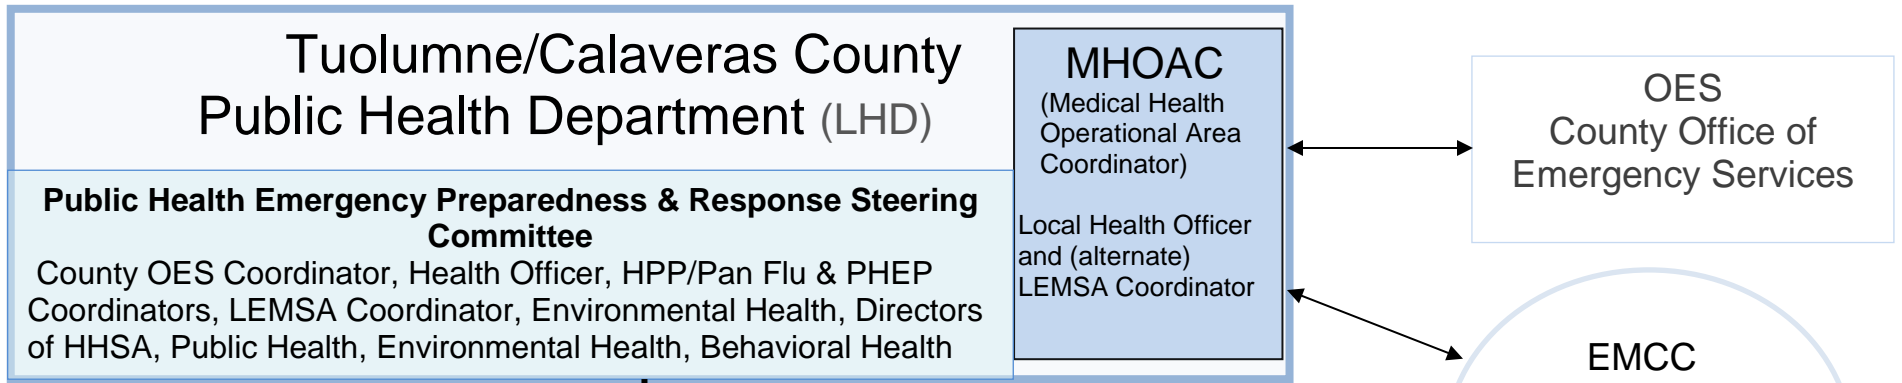 Tuolumne/Calaveras County
Public Health Department (LHD)
Public Health Emergency Preparedness & Response Steering
Committee
County OES Coordinator, Health Officer, HPP/Pan Flu & PHEP
Coordinators, LEMSA Coordinator, Environmental Health, Directors
of HHSA, Public Health, Environmental Health, Behavioral Health
MHOAC
(Medical Health
Operational Area
Coordinator)
Local Health Officer
and (alternate)
LEMSA Coordinator
OES
County Office of
Emergency Services
EMCC